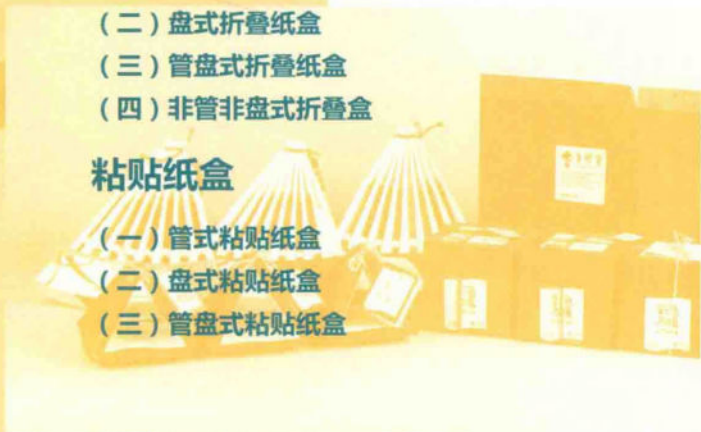 （二）盘式折叠纸盒
（三）管盘式折叠纸盒
（四）非管非盘式折叠盒
粘贴纸盒
（一）管式粘贴纸盒
（二）盘式粘贴纸盒
（三）管盘式粘贴纸盒